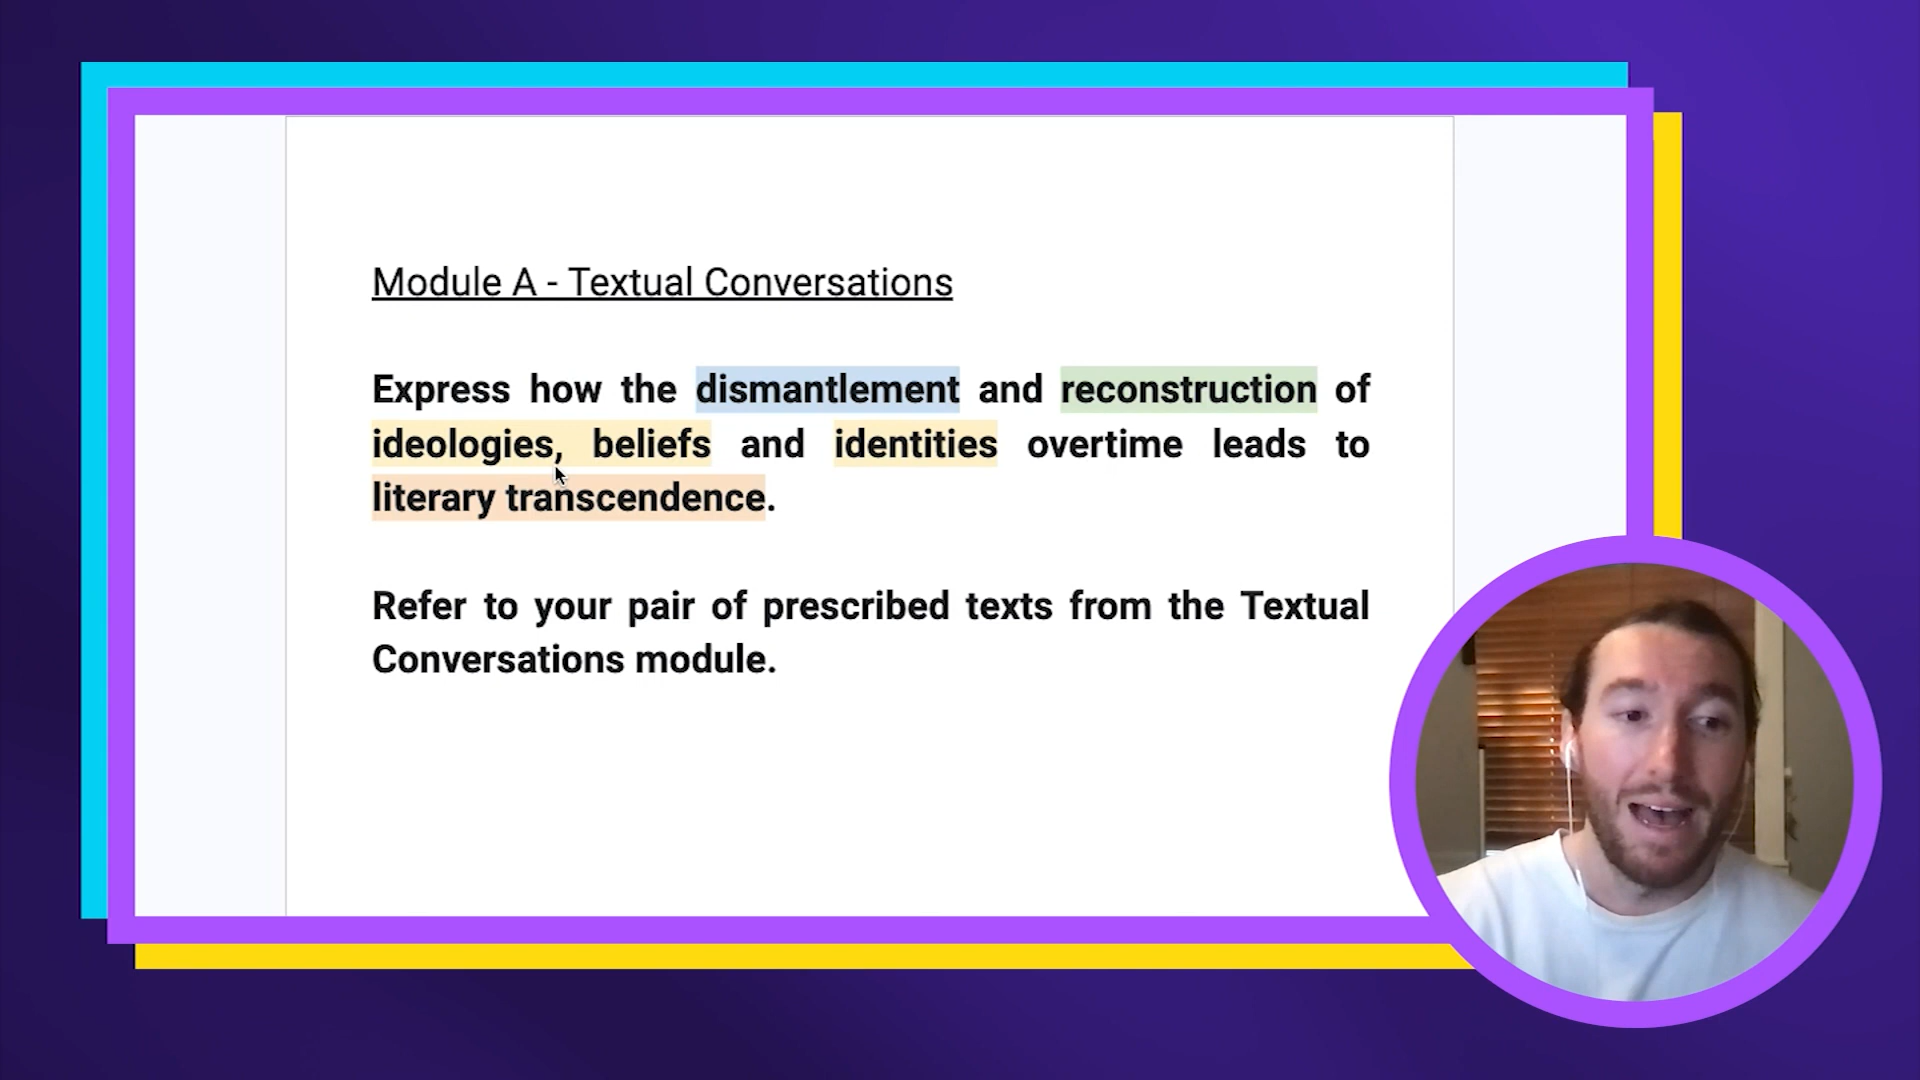 Module A - Textual Conversations
Express how the dismantlement and reconstruction of
ideologies, beliefs and identities overtime leads to
literary transcendence.
Refer to your pair of prescribed texts from the Textual
Conversations module.